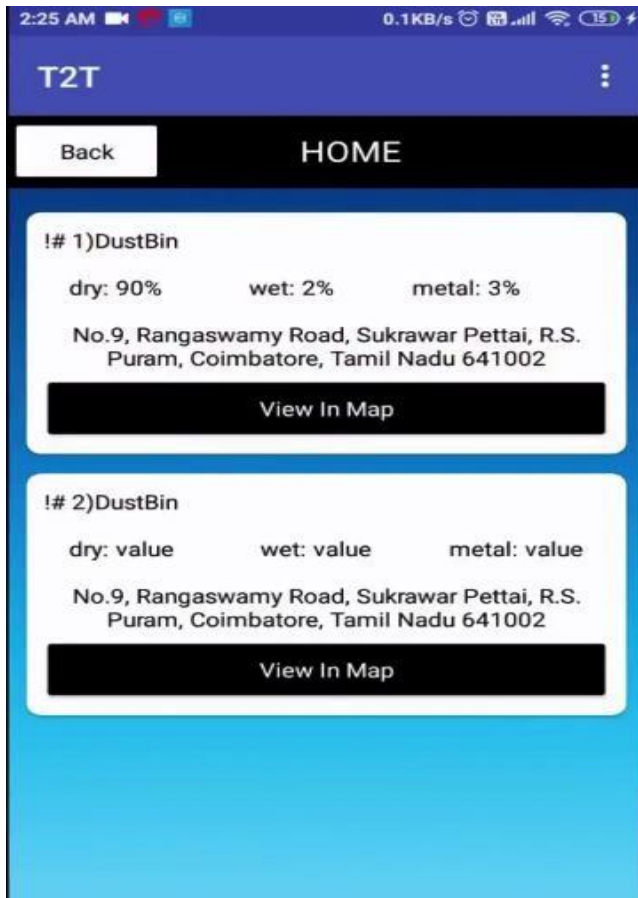 2:25 AM 0.1KB/s 15
T2T
Back HOME
!# 1)DustBin
dry: 90% wet: 2% metal: 3%
No.9, Rangaswamy Road, Sukrawar Pettai, R.S.
Puram, Coimbatore, Tamil Nadu 641002
View In Map
!# 2)DustBin
dry: value wet: value metal: value
No.9, Rangaswamy Road, Sukrawar Pettai, R.S.
Puram, Coimbatore, Tamil Nadu 641002
View In Map